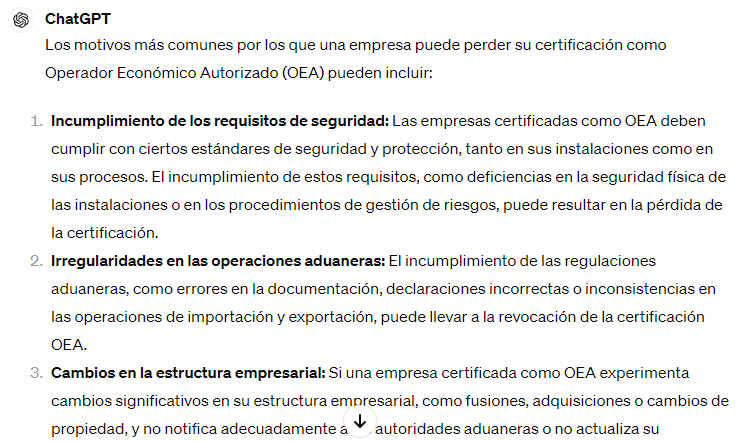 ChatGPT
Los motivos más comunes por los que una empresa puede perder su certificación como
Operador Económico Autorizado (OEA) pueden incluir:
1. Incumplimiento de los requisitos de seguridad: Las empresas certificadas como OEA deben
cumplir con ciertos estándares de seguridad y protección, tanto en sus instalaciones como en
sus procesos. El incumplimiento de estos requisitos, como deficiencias en la seguridad física de
las instalaciones o en los procedimientos de gestión de riesgos, puede resultar en la pérdida de
la certificación.
2. Irregularidades en las operaciones aduaneras: El incumplimiento de las regulaciones
aduaneras, como errores en la documentación, declaraciones incorrectas o inconsistencias en
las operaciones de importación y exportación, puede llevar a la revocación de la certificación
OEA.
3. Cambios en la estructura empresarial: Si una empresa certificada como OEA experimenta
cambios significativos en su estructura empresarial, como fusiones, adquisiciones o cambios de
propiedad, y no notifica adecuadamente a autoridades aduaneras o no actualiza su